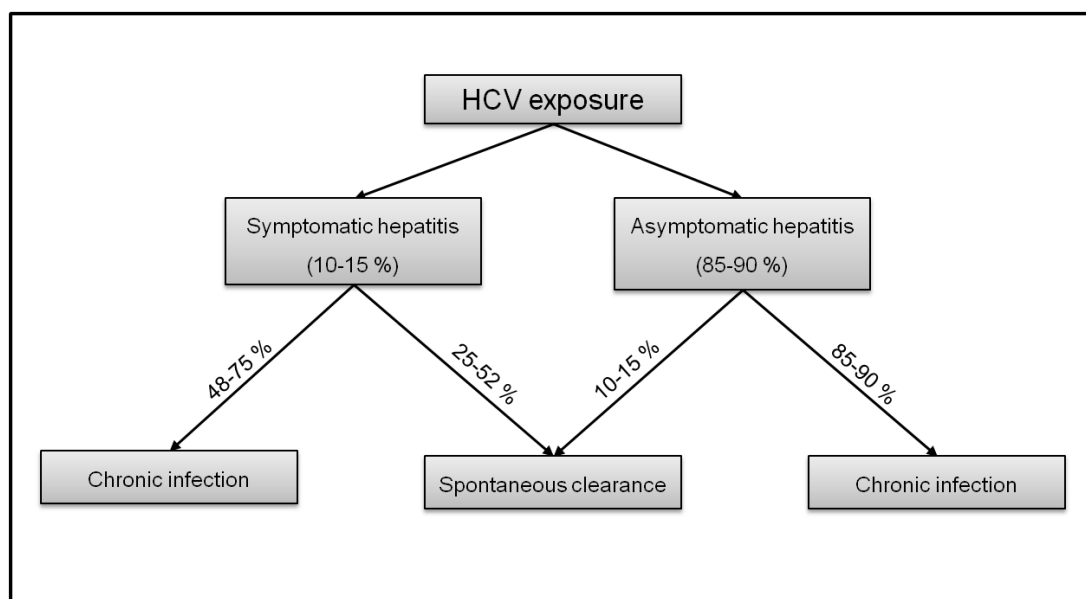 HCV exposure
Symptomatic hepatitis
(10-15 %)
Asymptomatic hepatitis
(85-90 %)
48-75 %
25-52 %
10-15 %
85-90 %
Chronic infection
Spontaneous clearance
Chronic infection